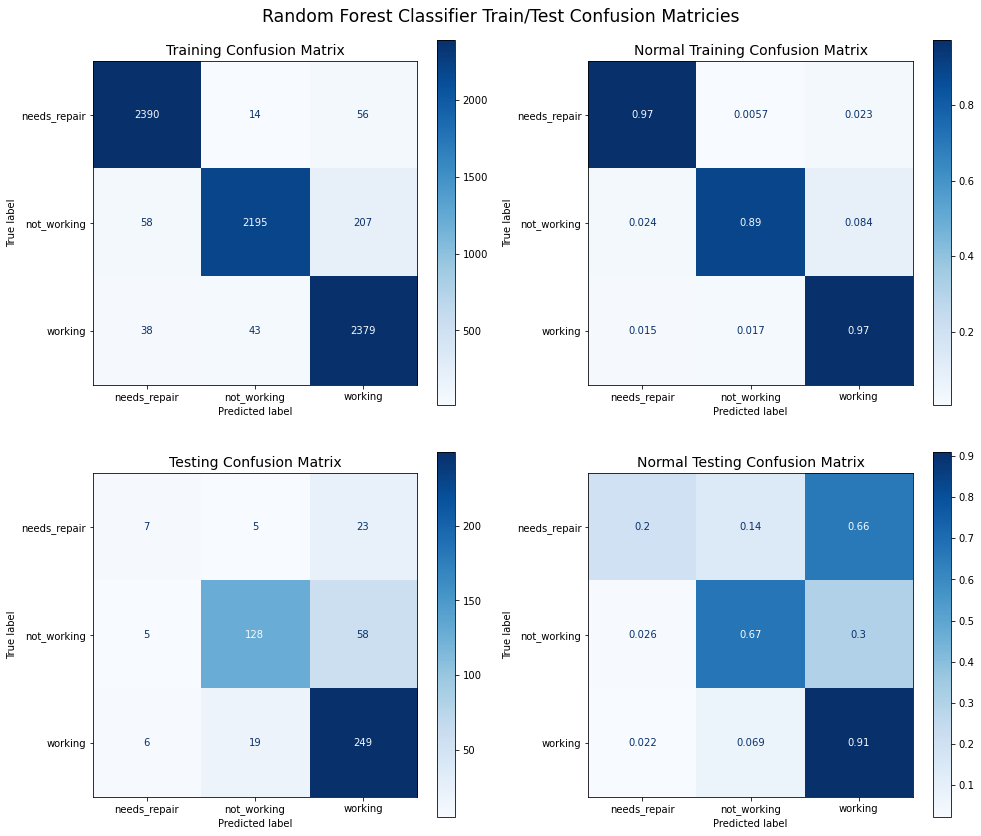 Random Forest Classifier Train/Test Confusion Matricies
Training Confusion Matrix
needs_repair 2390 14 56
not_working 58 2195 207
working 38 43 2379
needs_repair not_working working
Predicted label
True label
2000
1500
1000
500
Normal Training Confusion Matrix
needs_repair 0.97 0.0057 0.023
not_working 0.024 0.89 0.084
working 0.015 0.017 0.97
needs_repair not_working working
Predicted label
True label
0.8
0.6
0.4
0.2
Testing Confusion Matrix
needs_repair 7 5 23
not_working 5 128 58
working 6 19 249
needs_repair not_working working
Predicted label
True label
200
150
100
50
Normal Testing Confusion Matrix
needs_repair 0.2 0.14 0.66
not_working 0.026 0.67 0.3
working 0.022 0.069 0.91
needs_repair not_working working
Predicted label
True label
0.9
0.8
0.7
0.6
0.5
0.4
0.3
0.2
0.1